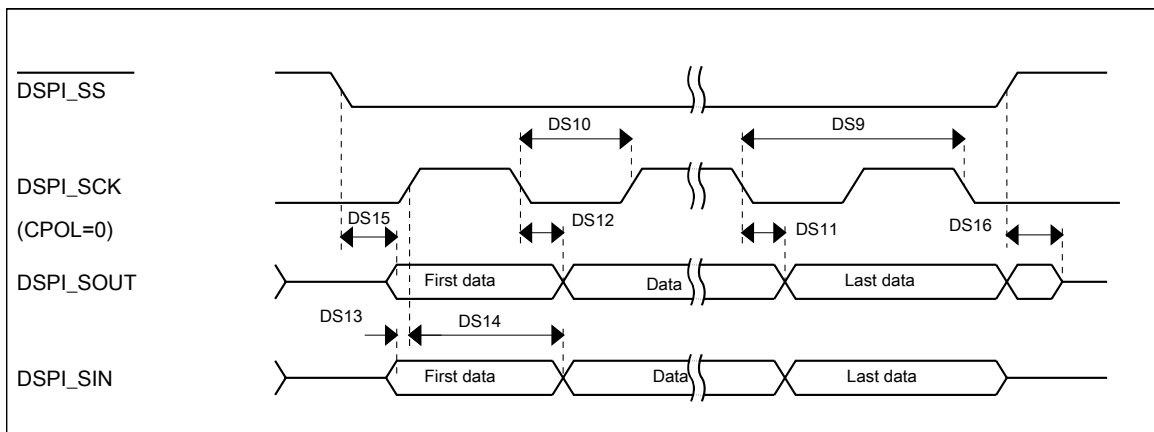 DSPI_SS
DS10
DS9
DSPI_SCK
(CPOL=0)
DS15
DS12
DS11
DS16
DSPI_SOUT
First data
Data
Last data
DS13
DS14
DSPI_SIN
First data
Data
Last data